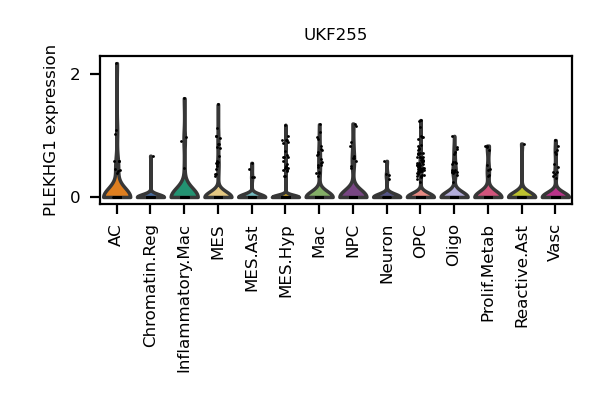 UKF255
PLEKHG1 expression
2
0
AC
Chromatin.Reg
Inflammatory.Mac
MES
MES.Ast
MES.Hyp
Mac
NPC
Neuron
OPC
Oligo
Prolif.Metab
Reactive.Ast
Vasc